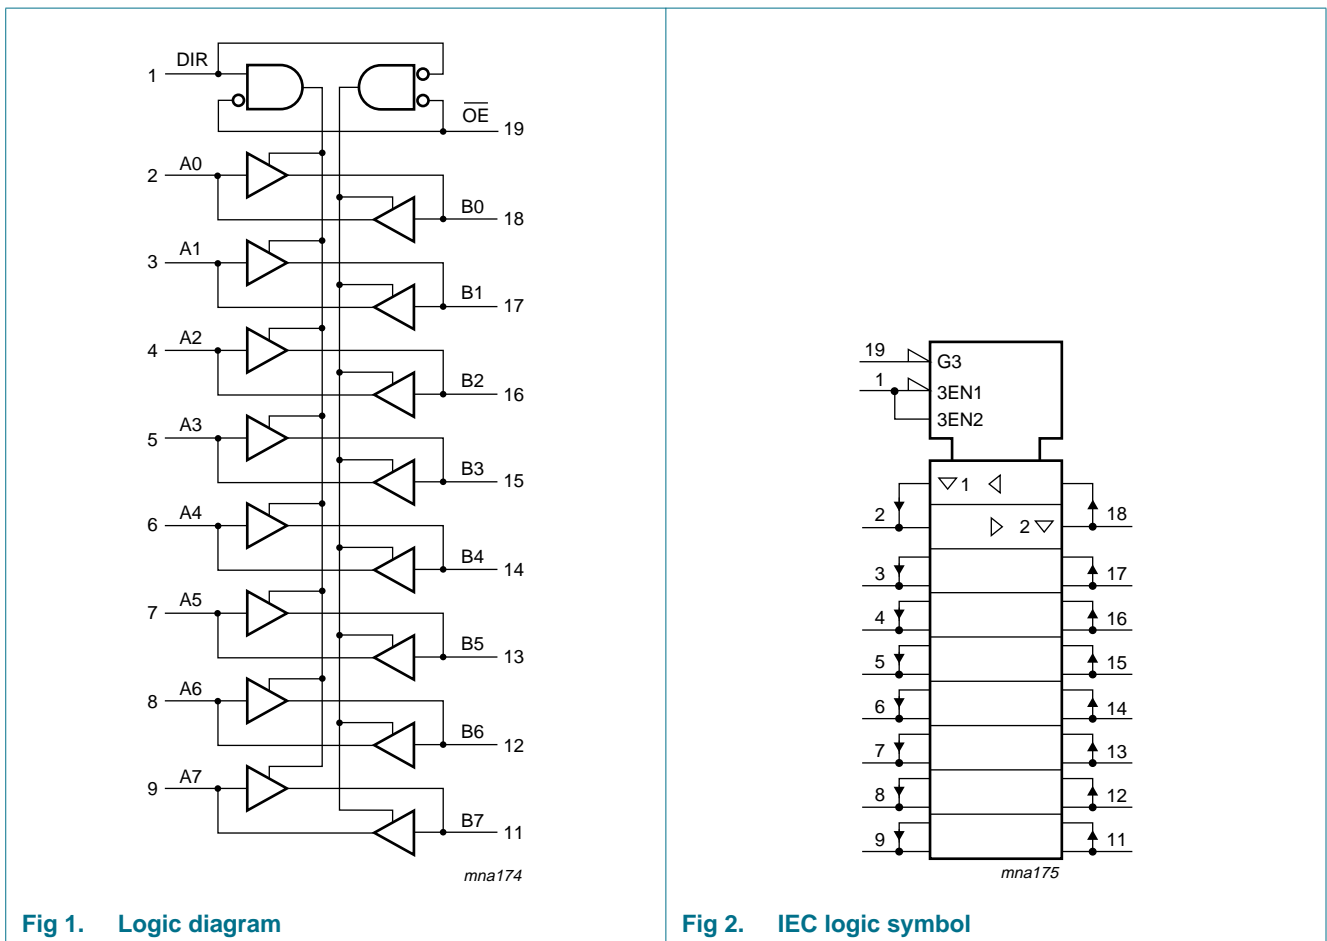 DIR
1
OE
19
A0
2
B0
18
A1
3
B1
17
A2
4
B2
16
A3
5
B3
15
A4
6
B4
14
A5
7
B5
13
A6
8
B6
12
A7
9
B7
11
mna174
Fig 1. Logic diagram
19
G3
1
3EN1
3EN2
1
2
2
18
3
17
4
16
5
15
6
14
7
13
8
12
9
11
mna175
Fig 2. IEC logic symbol